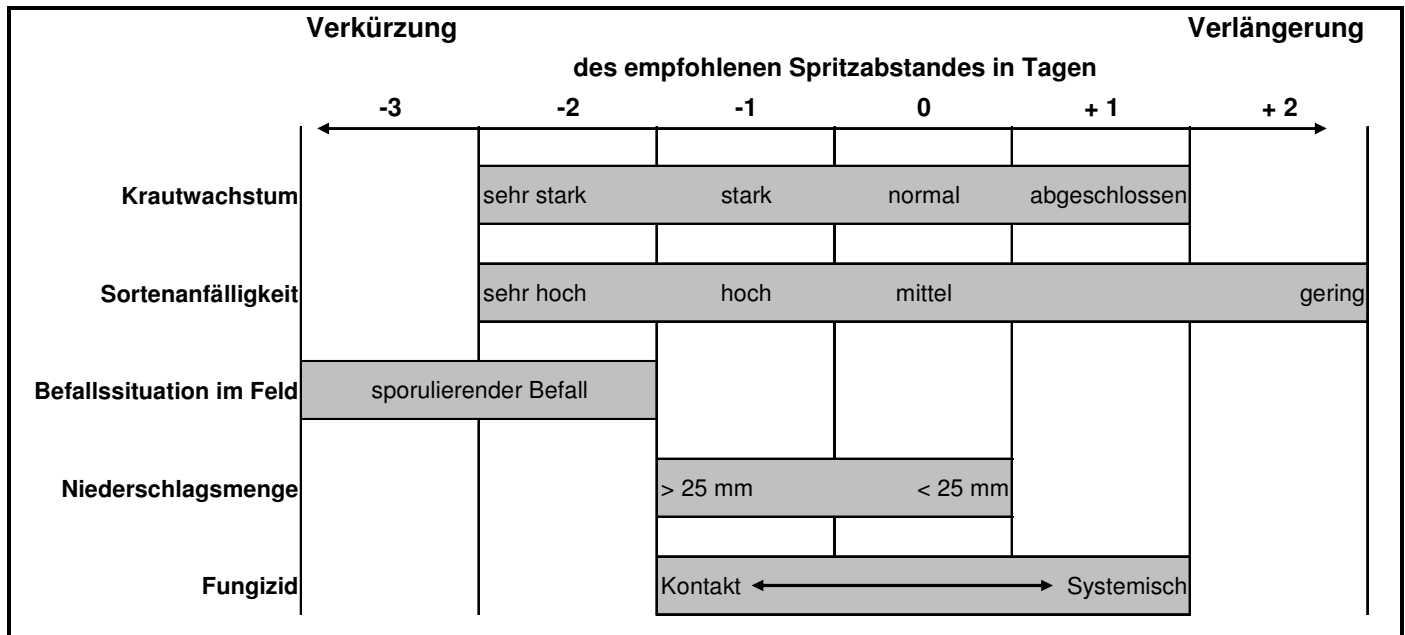 Verkürzung Verlängerung
des empfohlenen Spritzabstandes in Tagen
-3 -2 -1 0 + 1 + 2
Krautwachstum sehr stark stark normal abgeschlossen
Sortenanfälligkeit sehr hoch hoch mittel gering
Befallssituation im Feld sporulierender Befall
Niederschlagsmenge > 25 mm < 25 mm
Fungizid Kontakt Systemisch